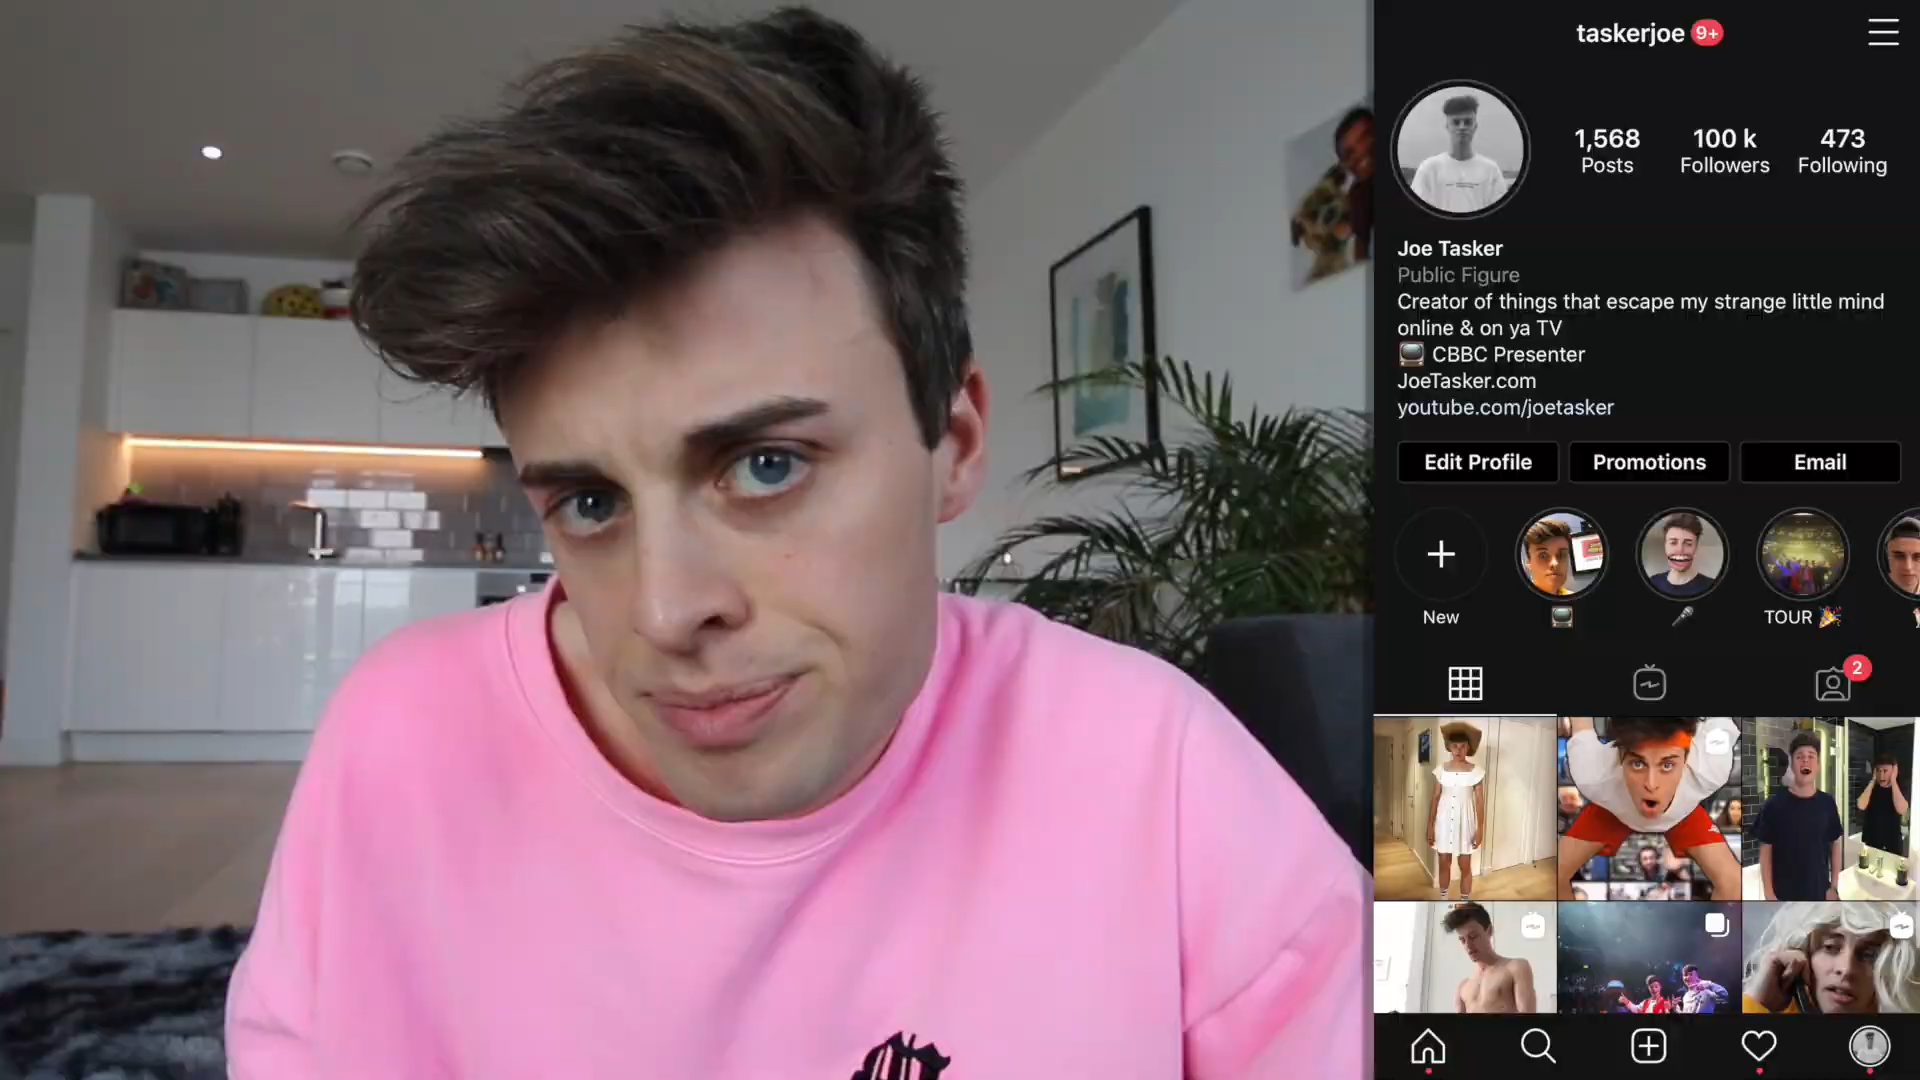 taskerjoe 9+
1,568 100 k 473
Posts Followers Following
Joe Tasker
Public Figure
Creator of things that escape my strange little mind
online & on ya TV
📺 CBBC Presenter
JoeTasker.com
youtube.com/joetasker
Edit Profile Promotions Email
New 📺 🎤 TOUR 🎉
2